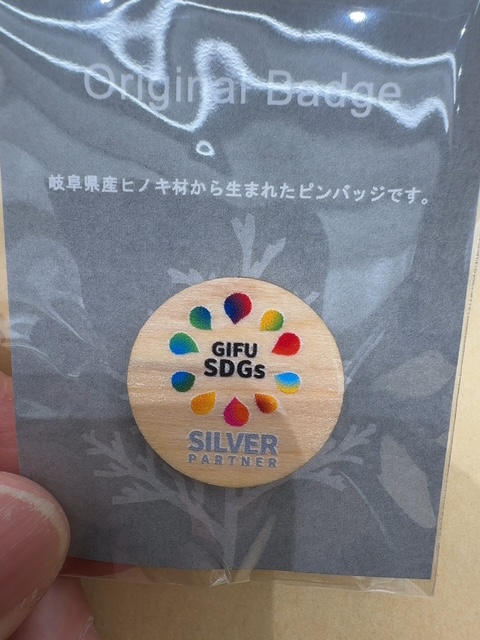 Original Badge
岐阜県産ヒノキ材から生まれたピンバッジです。
GIFU
SDGs
SILVER
PARTNER